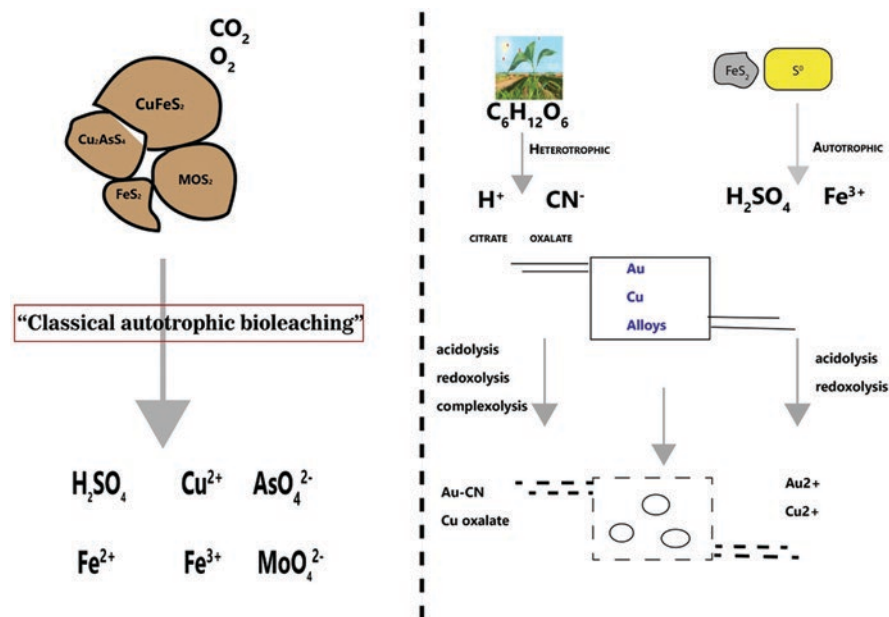 CO₂
O₂
CuFeS₂
Cu₃AsS₄
FeS₂
MOS₂
“Classical autotrophic bioleaching”
H₂SO₄ Cu²⁺ AsO₄²⁻
Fe²⁺ Fe³⁺ MoO₄²⁻
C₆H₁₂O₆
HETEROTROPHIC
H⁺ CN⁻
CITRATE OXALATE
FeS₂ S⁰
AUTOTROPHIC
H₂SO₄ Fe³⁺
Au
Cu
Alloys
acidolysis
redoxolysis
complexolysis
acidolysis
redoxolysis
Au-CN
Cu oxalate
Au2+
Cu2+